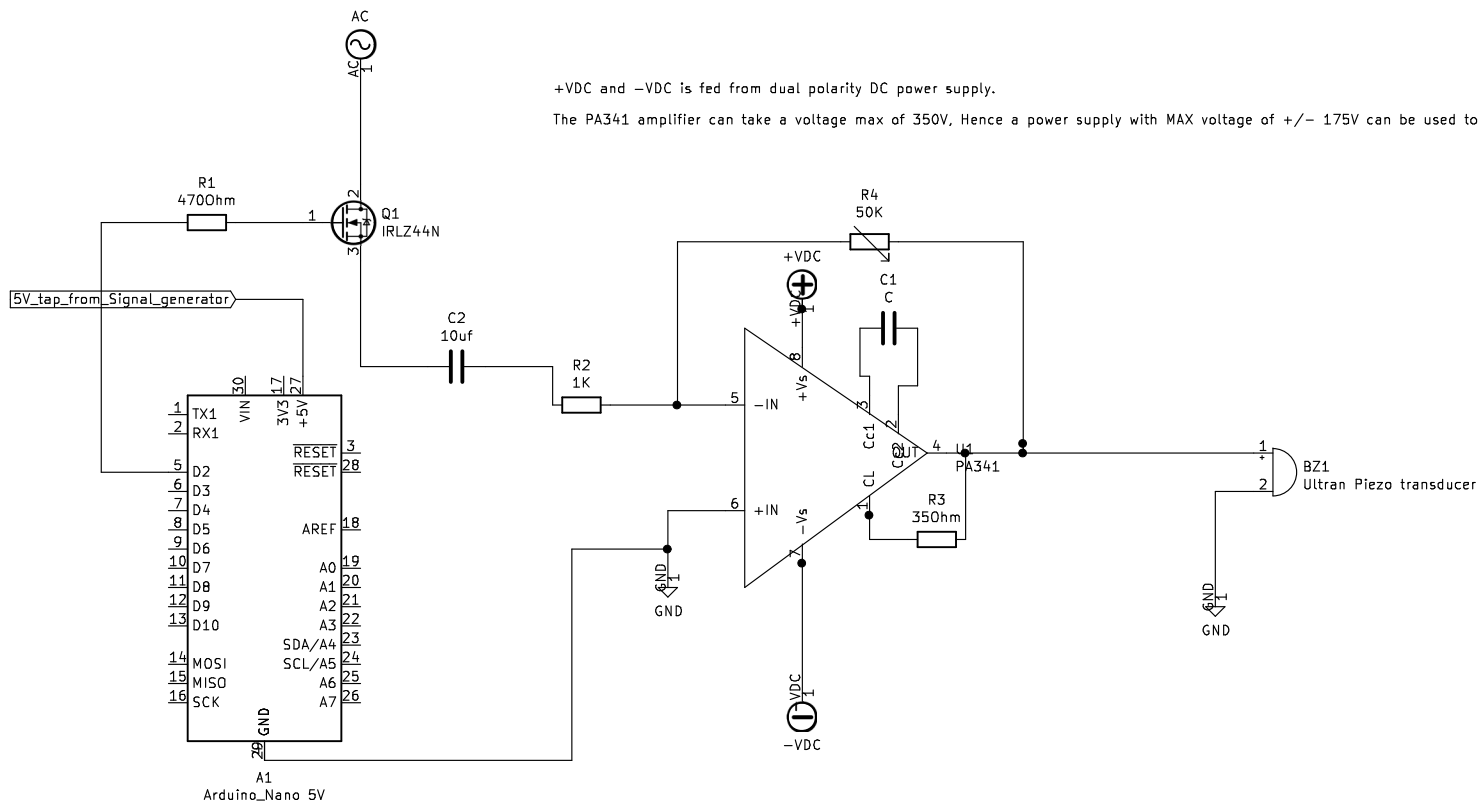 AC
AC
1
+VDC and -VDC is fed from dual polarity DC power supply.
The PA341 amplifier can take a voltage max of 350V, Hence a power supply with MAX voltage of +/- 175V can be used to
R1
470Ohm
1
2
3
Q1
IRLZ44N
5V_tap_from_Signal_generator
C2
10uf
R2
1K
R4
50K
+VDC
+VDC
1
C1
C
8
+Vs
3
Cc1
2
Cc2
5
-IN
6
+IN
OUT
4
U1
PA341
CL
1
-Vs
7
R3
35Ohm
1
+
2
BZ1
Ultran Piezo transducer
GND
1
GND
GND
1
GND
-VDC
1
-VDC
30
VIN
17
3V3
27
+5V
1
TX1
2
RX1
RESET
3
5
D2
RESET
28
6
D3
7
D4
8
D5
AREF
18
9
D6
10
D7
A0
19
11
D8
A1
20
12
D9
A2
21
13
D10
A3
22
SDA/A4
23
14
MOSI
SCL/A5
24
15
MISO
A6
25
16
SCK
A7
26
GND
A1
Arduino_Nano 5V